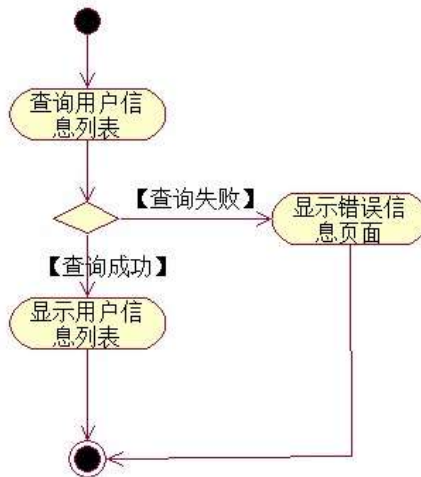 查询用户信
息列表
【查询失败】
显示错误信
息页面
【查询成功】
显示用户信
息列表